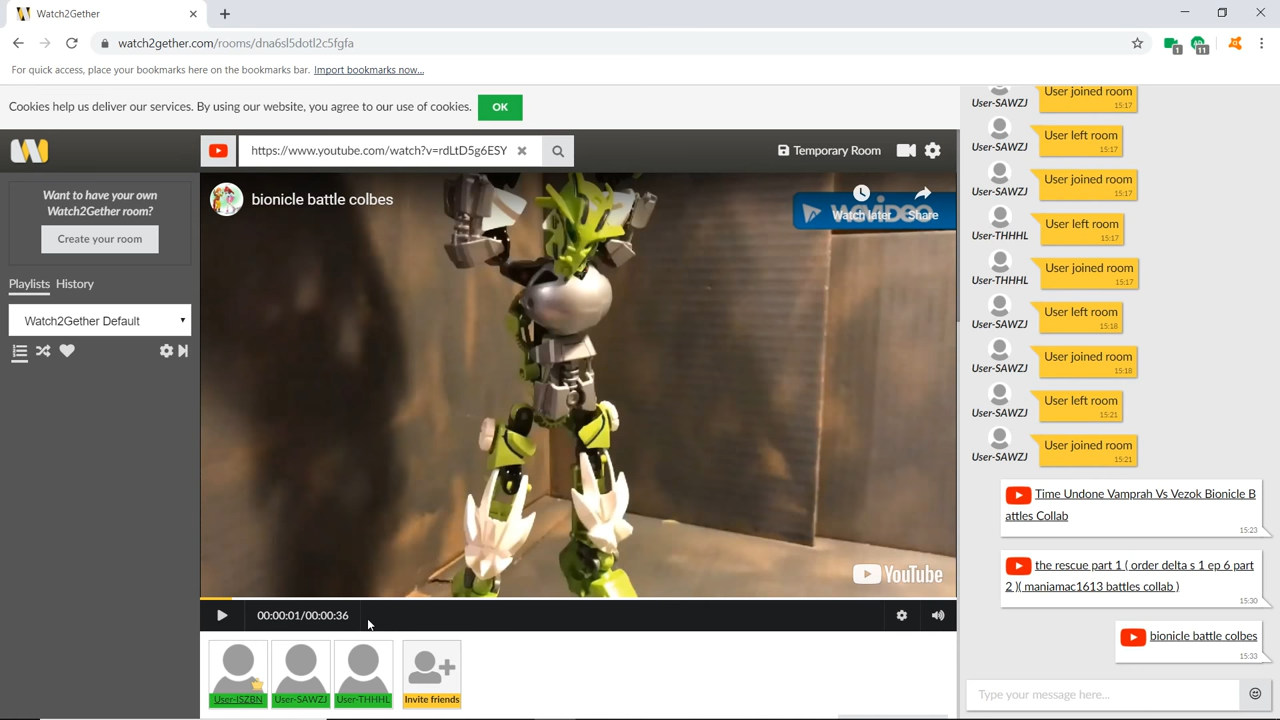 Watch2Gether
watch2gether.com/rooms/dna6sl5dotl2c5fgfa
1
11
For quick access, place your bookmarks here on the bookmarks bar. Import bookmarks now...
Cookies help us deliver our services. By using our website, you agree to our use of cookies.
OK
https://www.youtube.com/watch?v=rdLtD5g6ESY
Temporary Room
Want to have your own
Watch2Gether room?
Create your room
Playlists History
Watch2Gether Default
bionicle battle colbes
Watch later
Share
YouTube
00:00:01/00:00:36
User-ISZBN
User-SAWZJ
User-THHHL
Invite friends
User-SAWZJ
User joined room
15:17
User-SAWZJ
User left room
15:17
User-SAWZJ
User joined room
15:17
User-THHHL
User left room
15:17
User-THHHL
User joined room
15:17
User-SAWZJ
User left room
15:18
User-SAWZJ
User joined room
15:18
User-SAWZJ
User left room
15:21
User-SAWZJ
User joined room
15:21
Time Undone Vamprah Vs Vezok Bionicle B
attles Collab
15:23
the rescue part 1 ( order delta s 1 ep 6 part
2 )( maniamac1613 battles collab )
15:30
bionicle battle colbes
15:33
Type your message here...